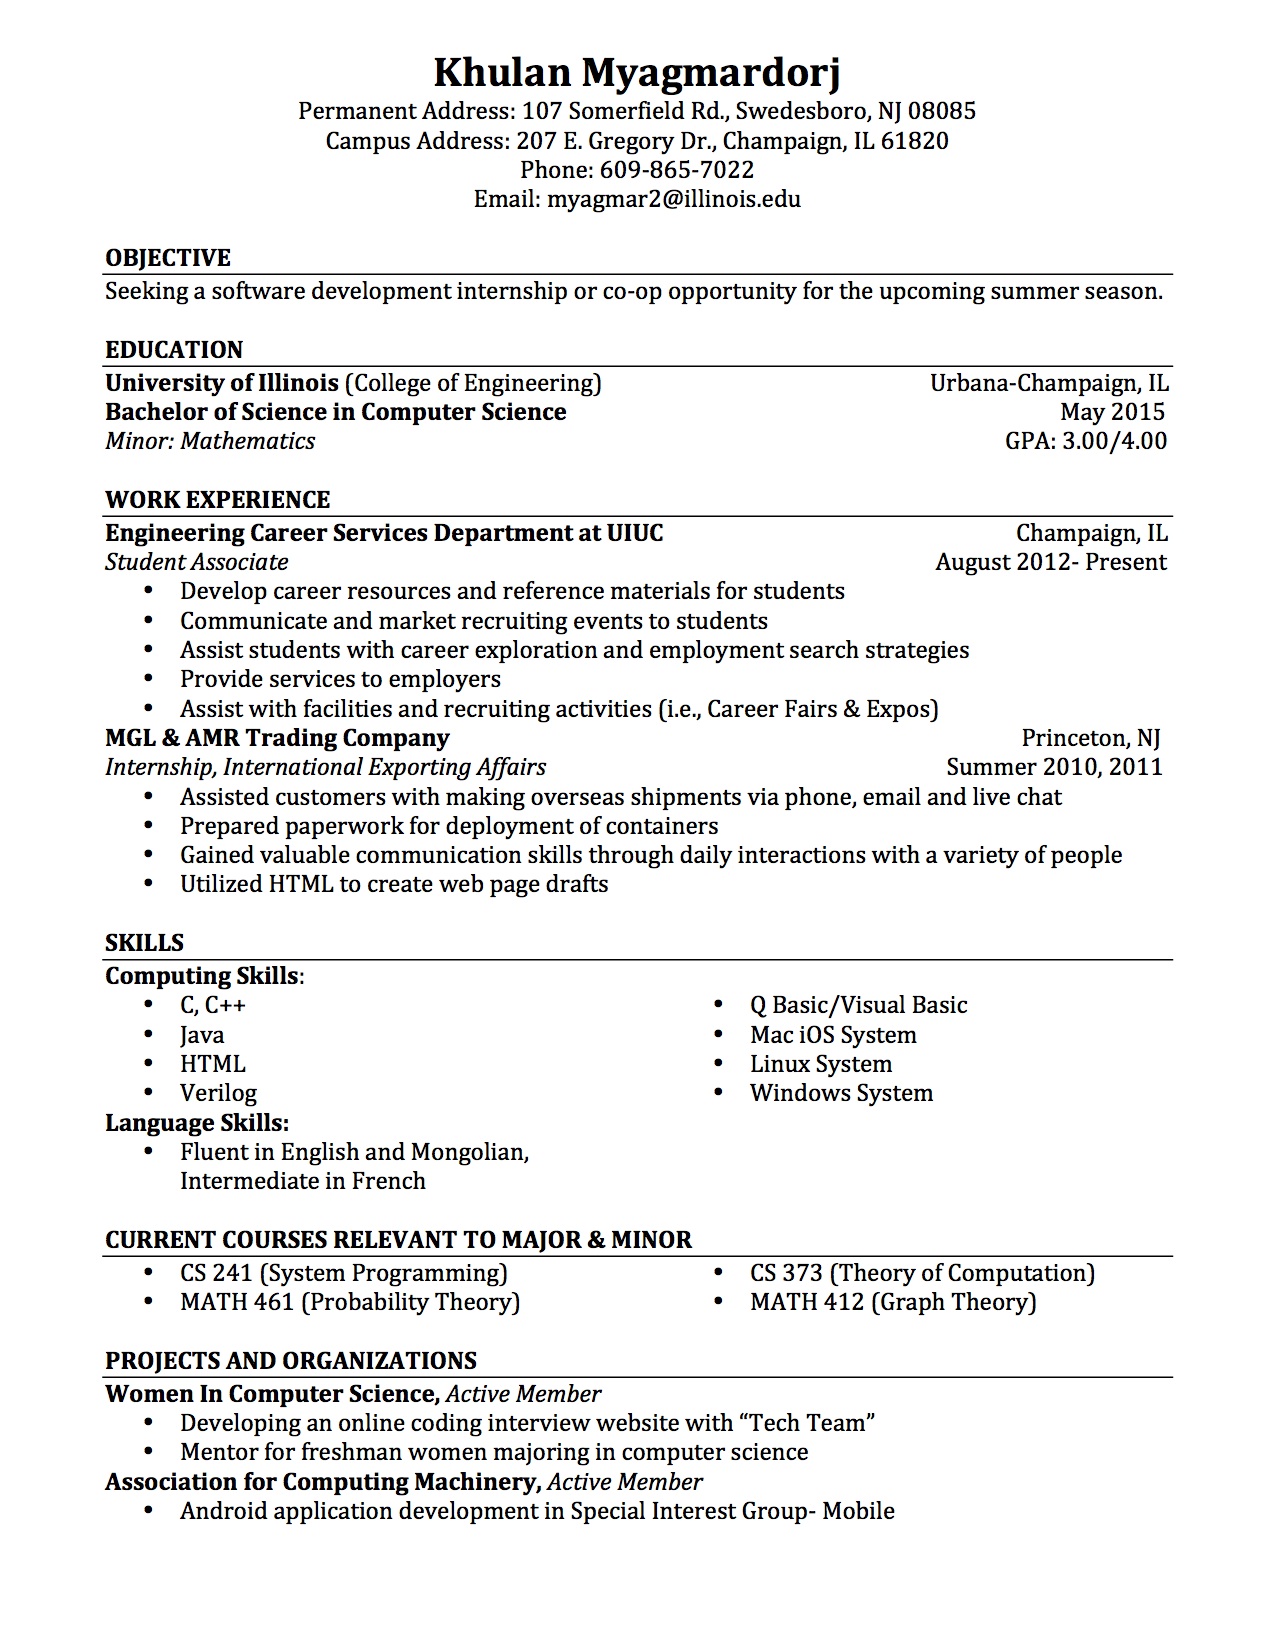 Khulan Myagmardorj
Permanent Address: 107 Somerfield Rd., Swedesboro, NJ 08085
Campus Address: 207 E. Gregory Dr., Champaign, IL 61820
Phone: 609-865-7022
Email: myagmar2@illinois.edu
OBJECTIVE
Seeking a software development internship or co-op opportunity for the upcoming summer season.
EDUCATION
University of Illinois (College of Engineering) Urbana-Champaign, IL
Bachelor of Science in Computer Science May 2015
Minor: Mathematics GPA: 3.00/4.00
WORK EXPERIENCE
Engineering Career Services Department at UIUC Champaign, IL
Student Associate August 2012- Present
• Develop career resources and reference materials for students
• Communicate and market recruiting events to students
• Assist students with career exploration and employment search strategies
• Provide services to employers
• Assist with facilities and recruiting activities (i.e., Career Fairs & Expos)
MGL & AMR Trading Company Princeton, NJ
Internship, International Exporting Affairs Summer 2010, 2011
• Assisted customers with making overseas shipments via phone, email and live chat
• Prepared paperwork for deployment of containers
• Gained valuable communication skills through daily interactions with a variety of people
• Utilized HTML to create web page drafts
SKILLS
Computing Skills:
• C, C++
• Java
• HTML
• Verilog
• Q Basic/Visual Basic
• Mac iOS System
• Linux System
• Windows System
Language Skills:
• Fluent in English and Mongolian,
Intermediate in French
CURRENT COURSES RELEVANT TO MAJOR & MINOR
• CS 241 (System Programming)
• MATH 461 (Probability Theory)
• CS 373 (Theory of Computation)
• MATH 412 (Graph Theory)
PROJECTS AND ORGANIZATIONS
Women In Computer Science, Active Member
• Developing an online coding interview website with “Tech Team”
• Mentor for freshman women majoring in computer science
Association for Computing Machinery, Active Member
• Android application development in Special Interest Group- Mobile